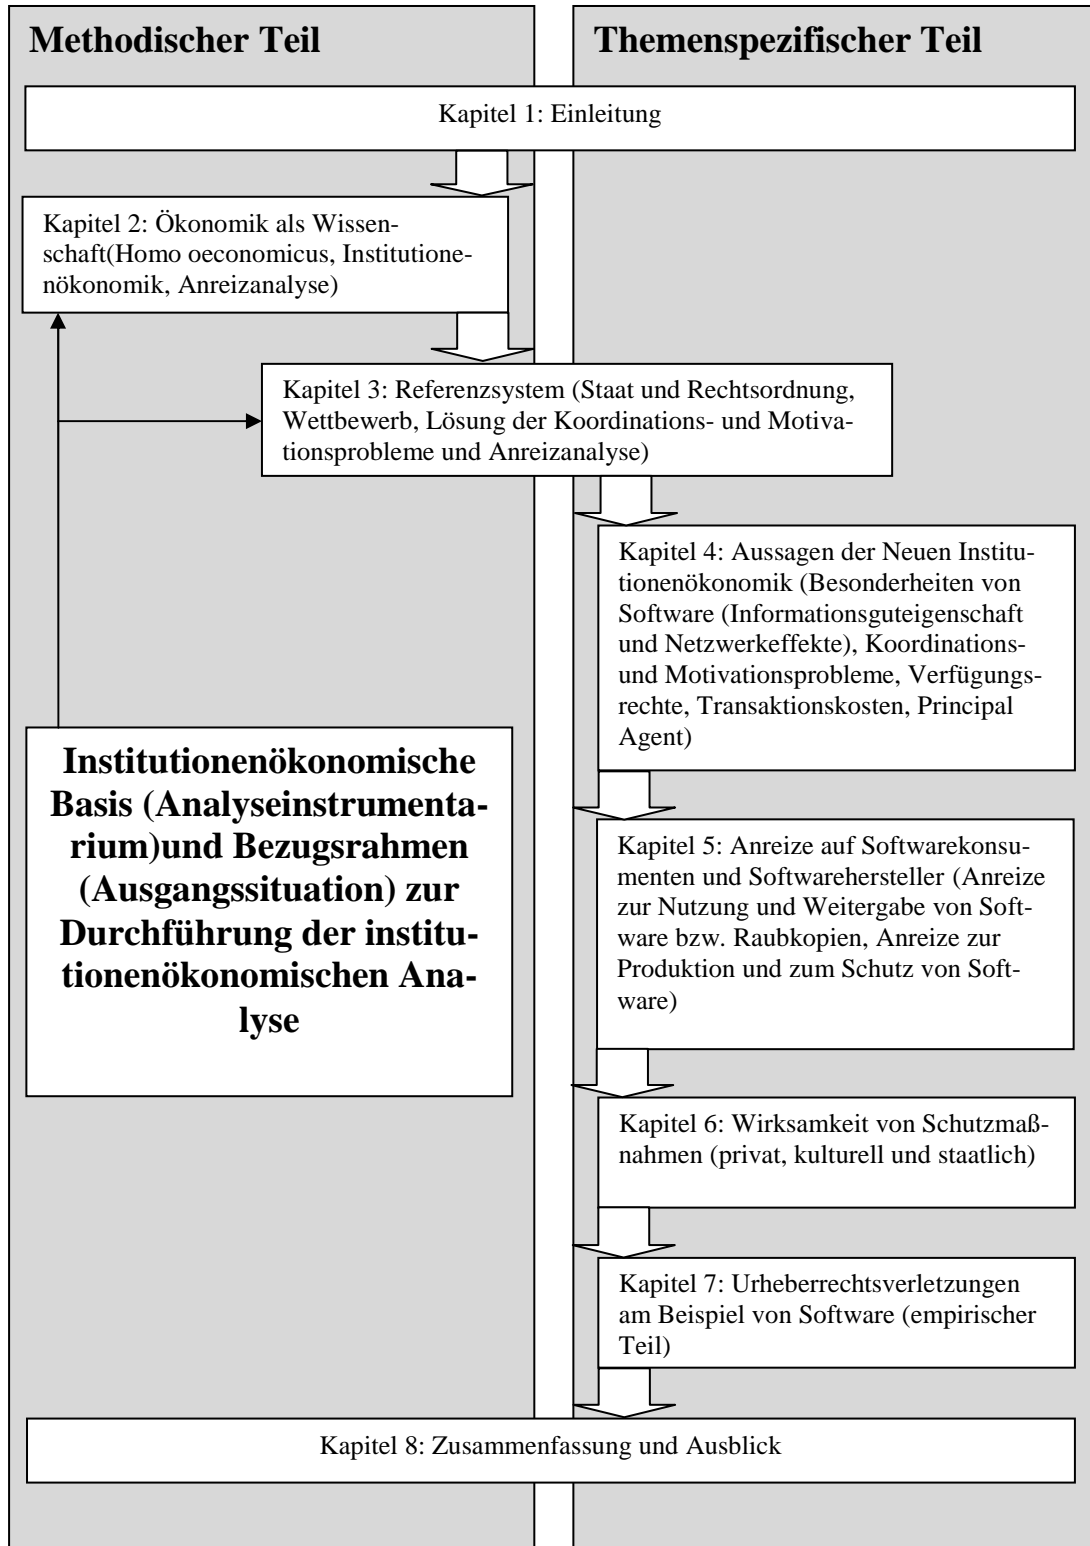 Methodischer Teil
Themenspezifischer Teil
Kapitel 1: Einleitung
Kapitel 2: Ökonomik als Wissen-
schaft(Homo oeconomicus, Institutione-
nökonomik, Anreizanalyse)
Kapitel 3: Referenzsystem (Staat und Rechtsordnung,
Wettbewerb, Lösung der Koordinations- und Motiva-
tionsprobleme und Anreizanalyse)
Kapitel 4: Aussagen der Neuen Institu-
tionenökonomik (Besonderheiten von
Software (Informationsguteigenschaft
und Netzwerkeffekte), Koordinations-
und Motivationsprobleme, Verfügungs-
rechte, Transaktionskosten, Principal
Agent)
Institutionenökonomische
Basis (Analyseinstrumenta-
rium)und Bezugsrahmen
(Ausgangssituation) zur
Durchführung der institu-
tionenökonomischen Ana-
lyse
Kapitel 5: Anreize auf Softwarekonsu-
menten und Softwarehersteller (Anreize
zur Nutzung und Weitergabe von Soft-
ware bzw. Raubkopien, Anreize zur
Produktion und zum Schutz von Soft-
ware)
Kapitel 6: Wirksamkeit von Schutzmaß-
nahmen (privat, kulturell und staatlich)
Kapitel 7: Urheberrechtsverletzungen
am Beispiel von Software (empirischer
Teil)
Kapitel 8: Zusammenfassung und Ausblick